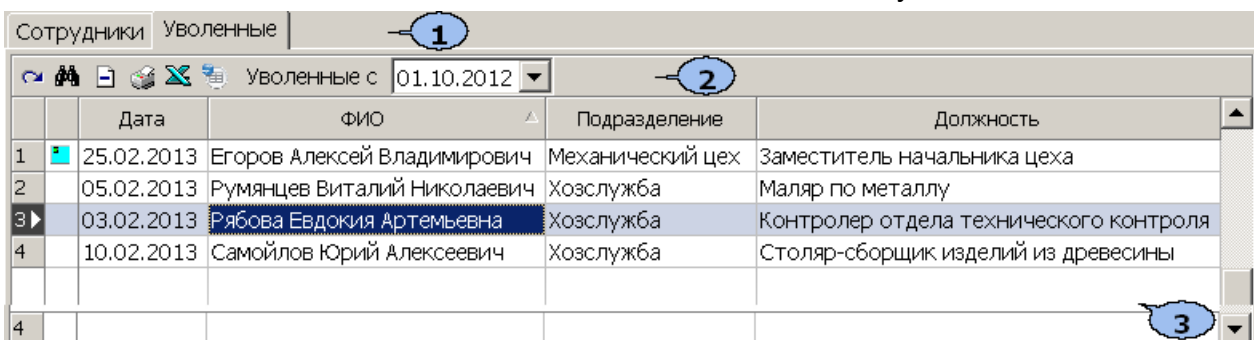 Сотрудники Уволенные 1
Уволенные с 01.10.2012 2
Дата ФИО Подразделение Должность
1 25.02.2013 Егоров Алексей Владимирович Механический цех Заместитель начальника цеха
2 05.02.2013 Румянцев Виталий Николаевич Хозслужба Маляр по металлу
3 03.02.2013 Рябова Евдокия Артемьевна Хозслужба Контролер отдела технического контроля
4 10.02.2013 Самойлов Юрий Алексеевич Хозслужба Столяр-сборщик изделий из древесины
4 3